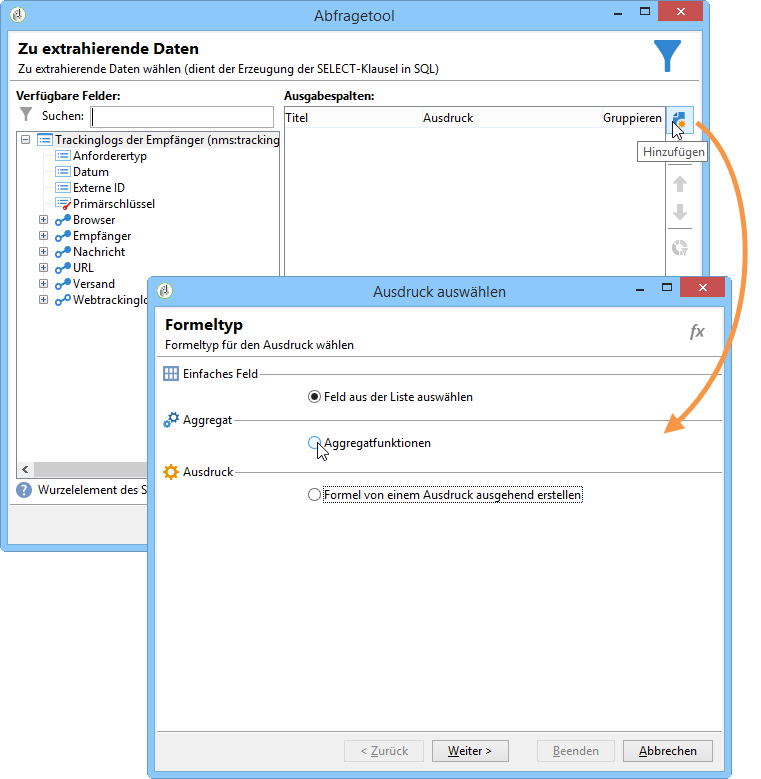 Abfragetool
Zu extrahierende Daten
Zu extrahierende Daten wählen (dient der Erzeugung der SELECT-Klausel in SQL)
Verfügbare Felder:
Suchen:
Ausgabespalten:
Titel Ausdruck Gruppieren
Hinzufügen
Trackinglogs der Empfänger (nms:tracking
Anforderertyp
Datum
Externe ID
Primärschlüssel
Browser
Empfänger
Nachricht
URL
Versand
Webtrackinglo
Wurzelelement des S
Ausdruck auswählen
Formeltyp
Formeltyp für den Ausdruck wählen
fx
Einfaches Feld
Feld aus der Liste auswählen
Aggregat
Aggregatfunktionen
Ausdruck
Formel von einem Ausdruck ausgehend erstellen
< Zurück Weiter > Beenden Abbrechen